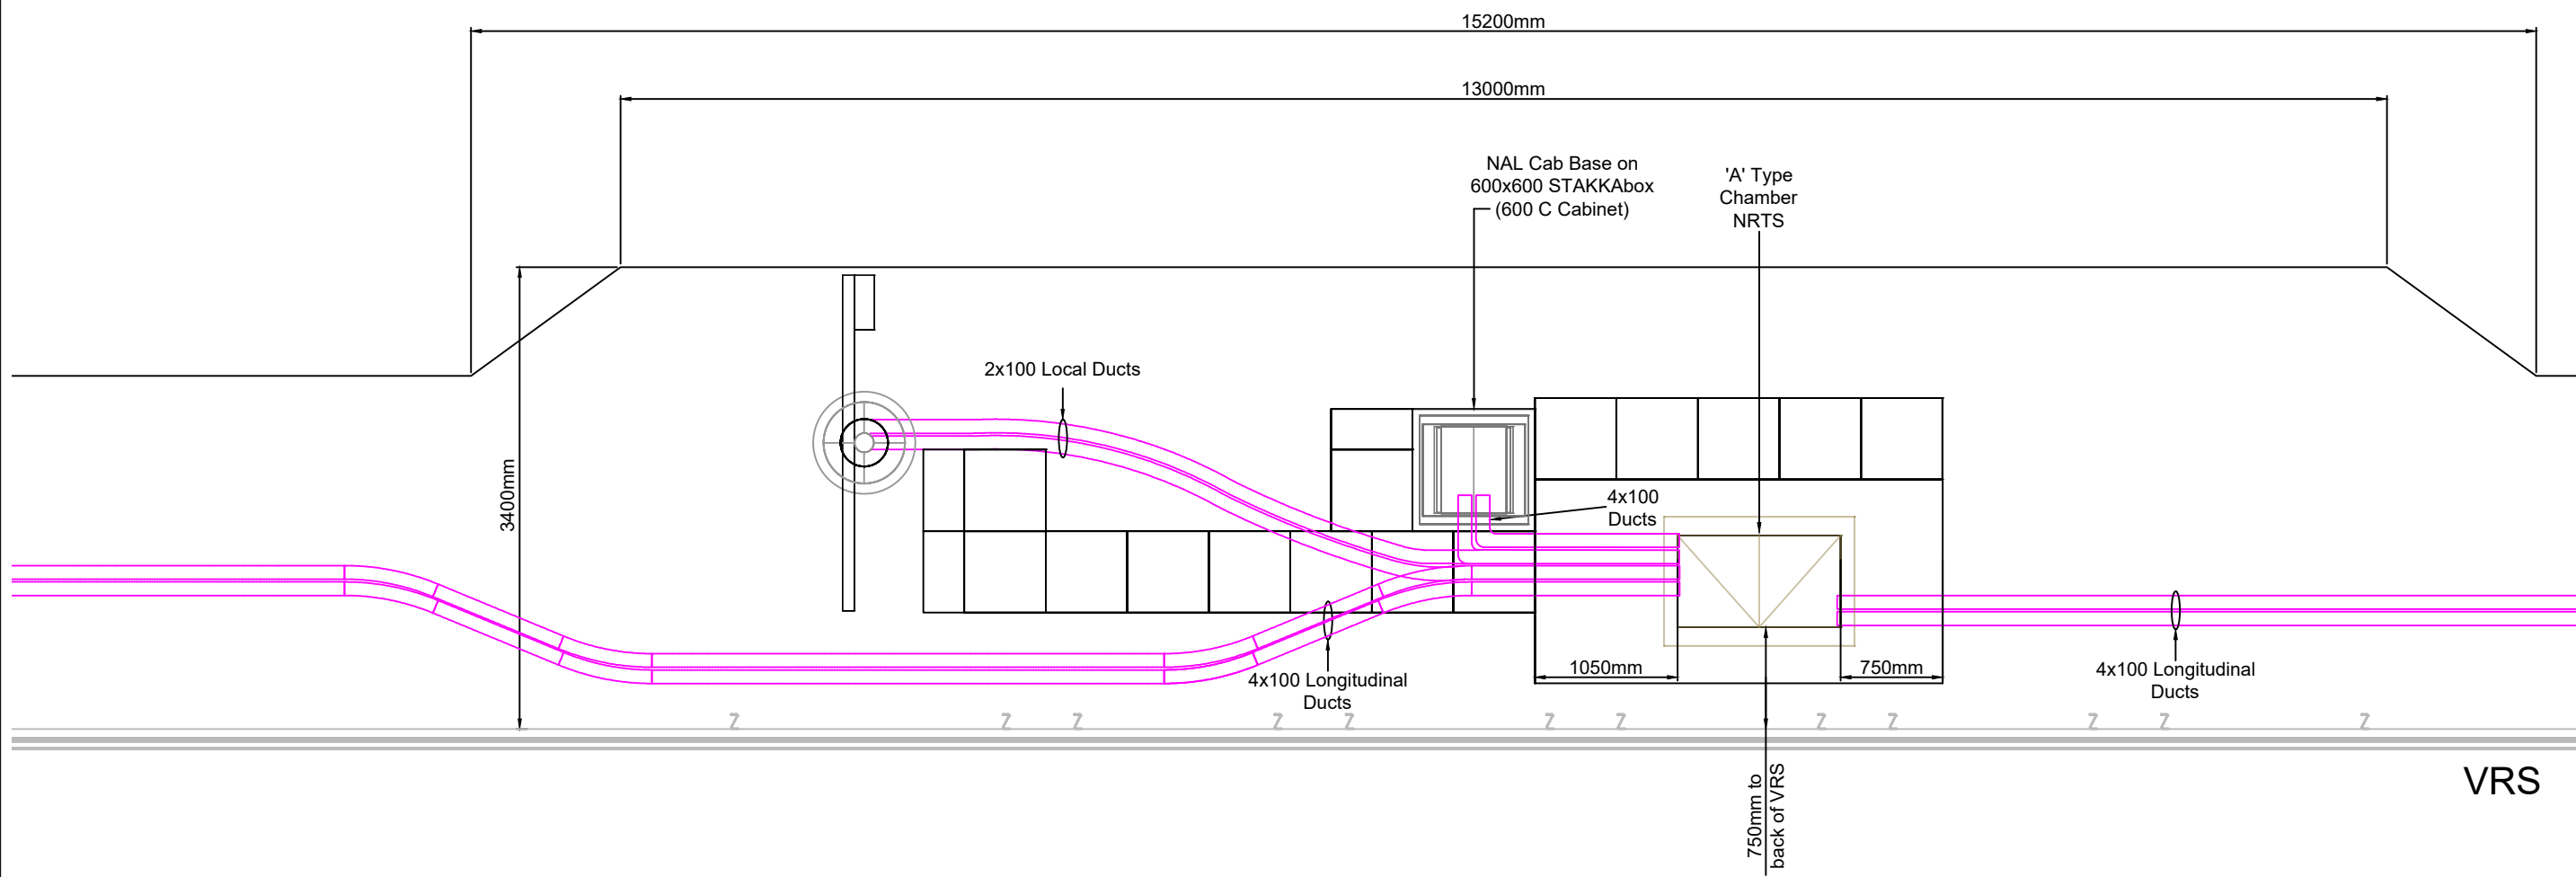 15200mm
13000mm
NAL Cab Base on
600x600 STAKKAbox
(600 C Cabinet)
'A' Type
Chamber
NRTS
2x100 Local Ducts
3400mm
4x100
Ducts
1050mm
750mm
4x100 Longitudinal
Ducts
4x100 Longitudinal
Ducts
750mm to
back of VRS
VRS